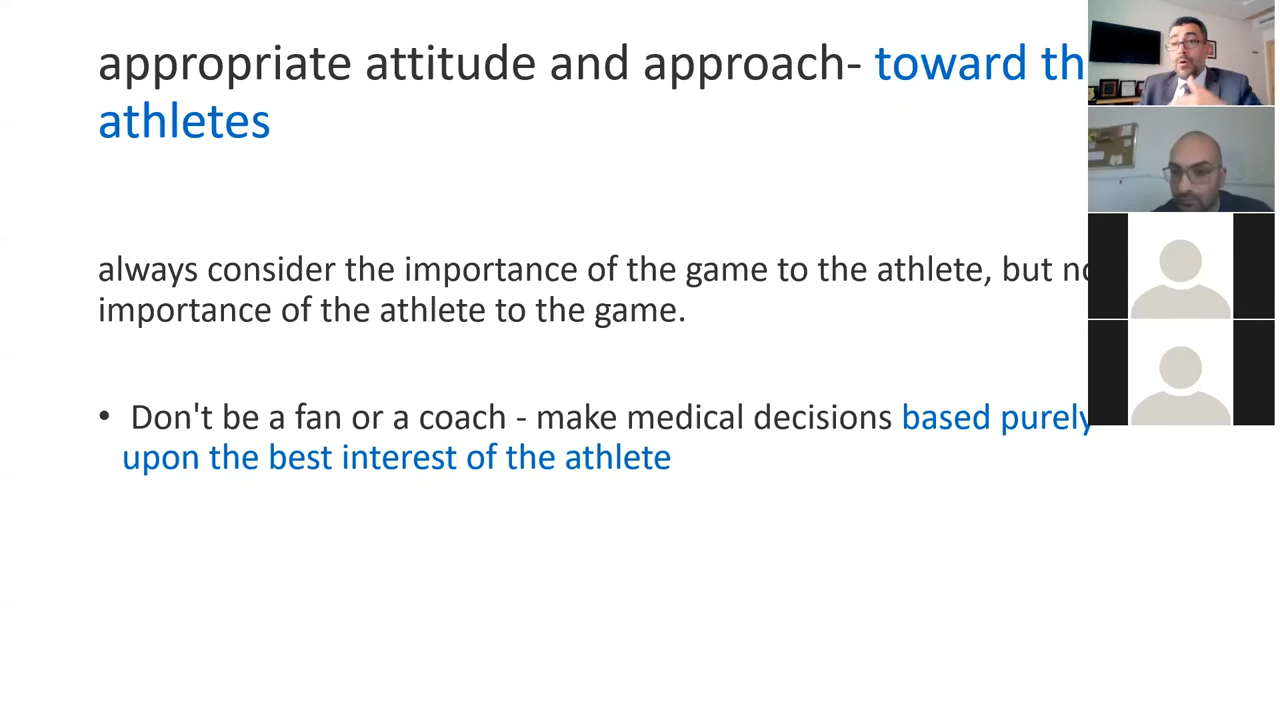 appropriate attitude and approach- toward th
athletes
always consider the importance of the game to the athlete, but
importance of the athlete to the game.
• Don't be a fan or a coach - make medical decisions based purely
upon the best interest of the athlete